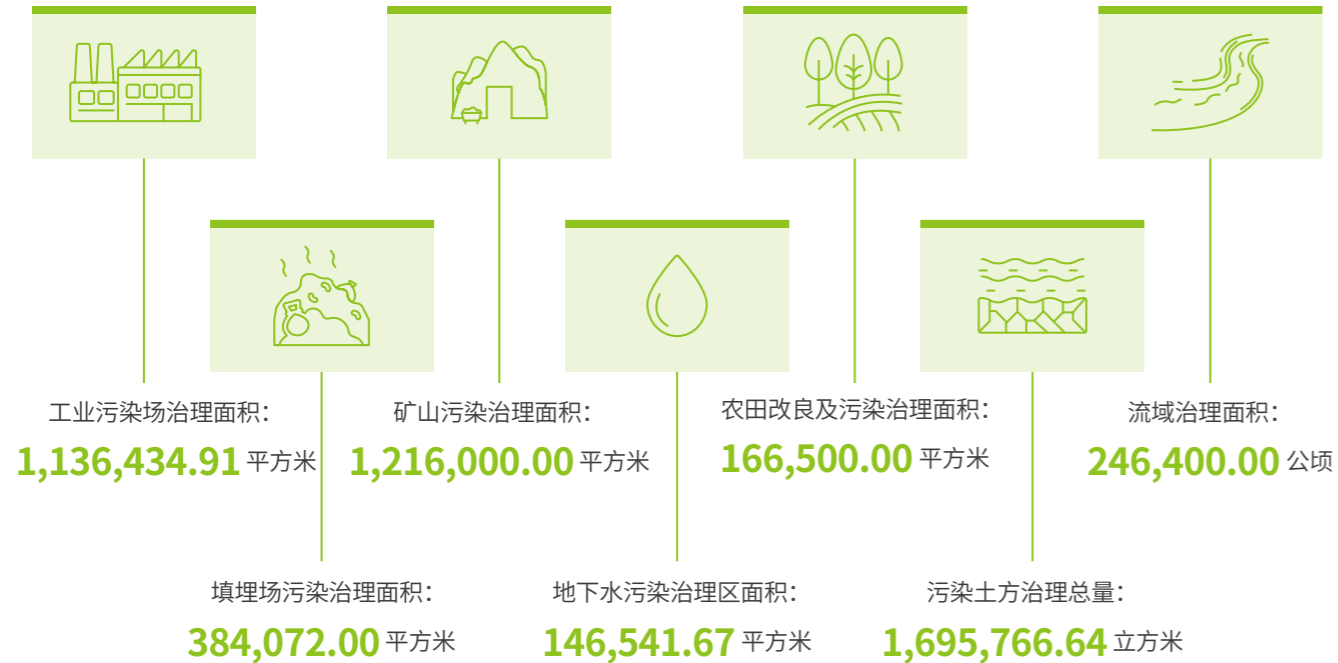 工业污染场治理面积：
1,136,434.91 平方米
矿山污染治理面积：
1,216,000.00 平方米
农田改良及污染治理面积：
166,500.00 平方米
流域治理面积：
246,400.00 公顷
填埋场污染治理面积：
384,072.00 平方米
地下水污染治理区面积：
146,541.67 平方米
污染土方治理总量：
1,695,766.64 立方米